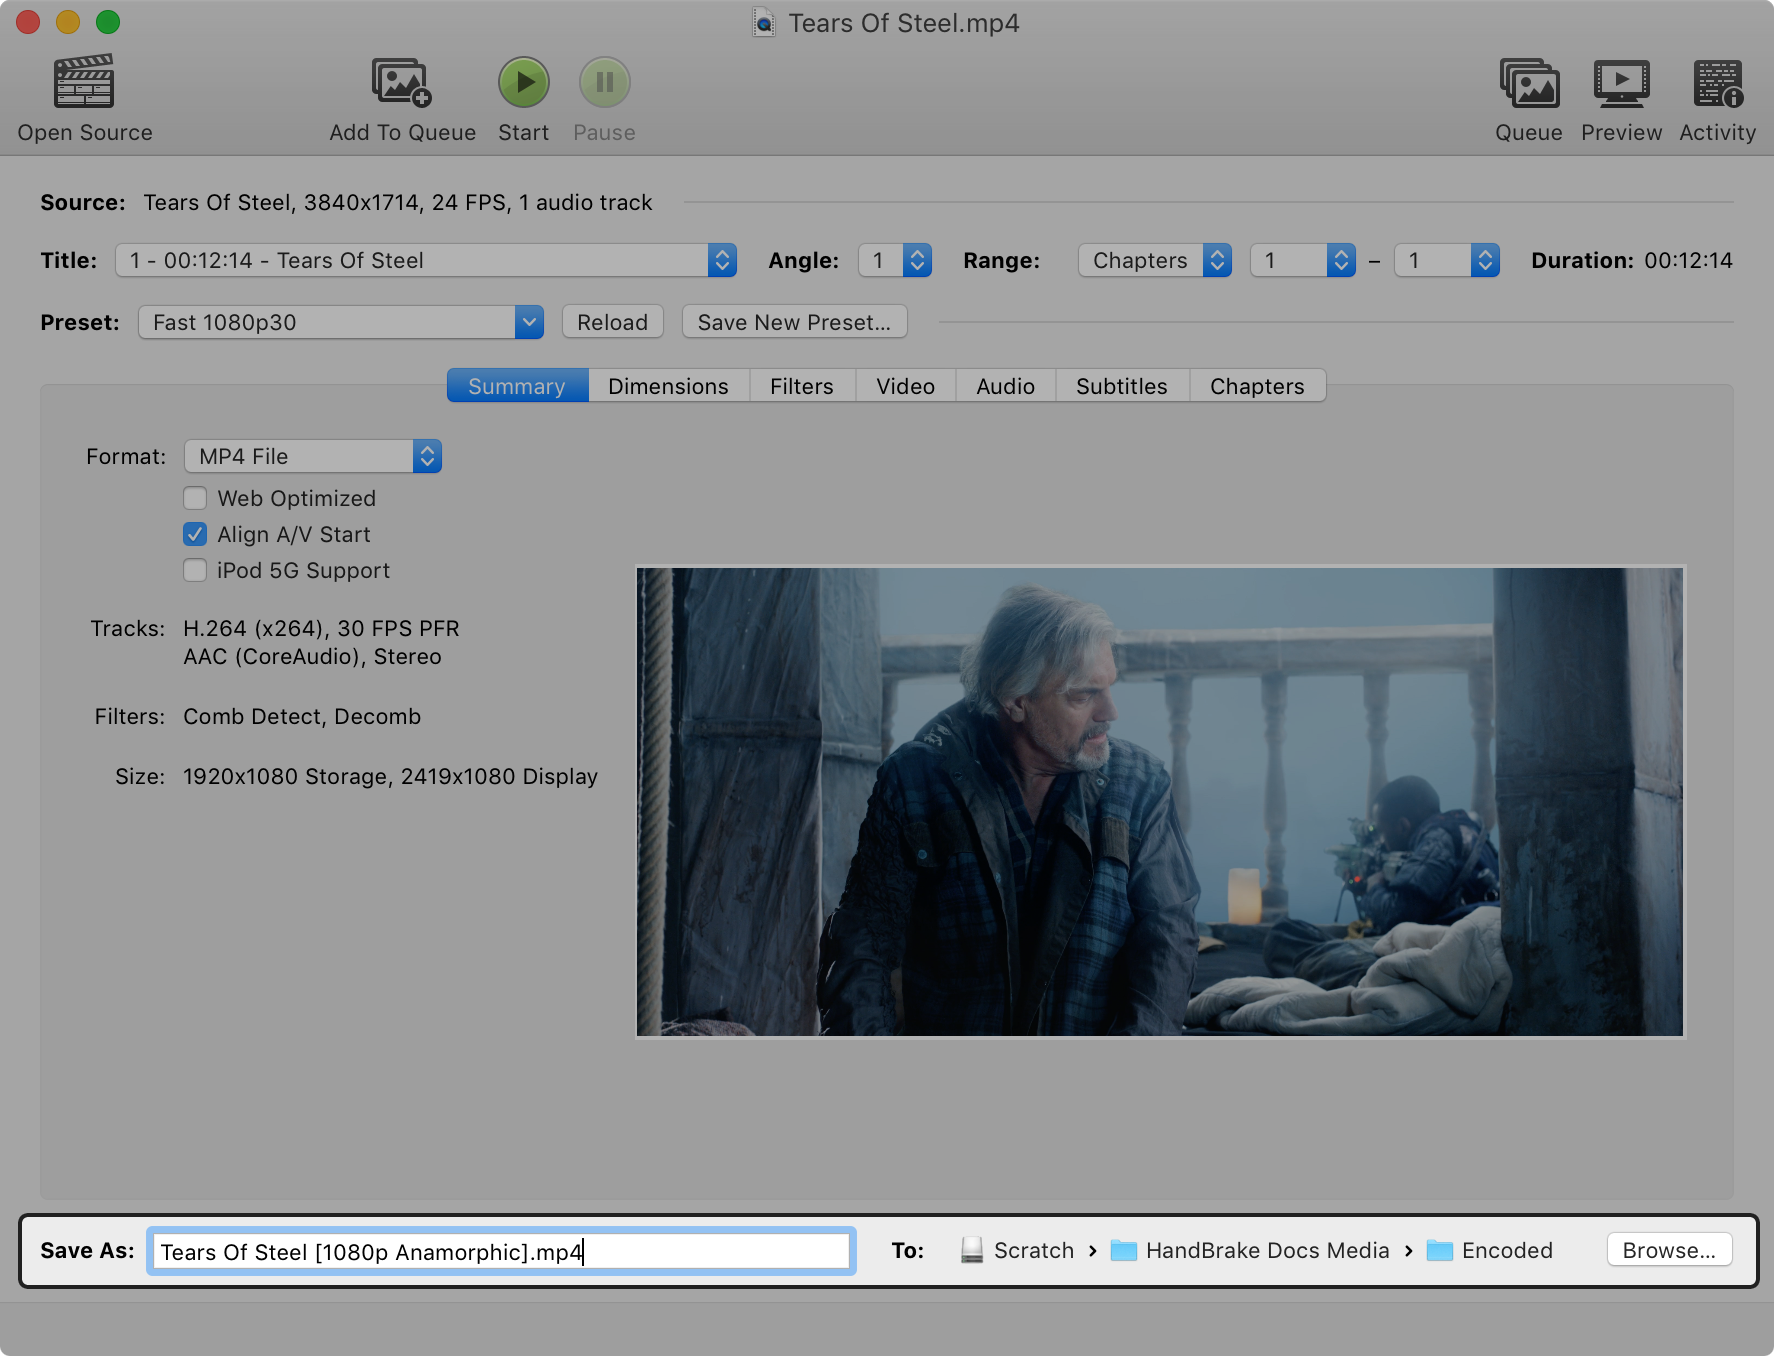 Tears Of Steel.mp4
Open Source
Add To Queue
Start
Pause
Queue
Preview
Activity
Source: Tears Of Steel, 3840x1714, 24 FPS, 1 audio track
Title: 1 - 00:12:14 - Tears Of Steel Angle: 1 Range: Chapters 1 – 1 Duration: 00:12:14
Preset: Fast 1080p30 Reload Save New Preset...
Summary Dimensions Filters Video Audio Subtitles Chapters
Format: MP4 File
Web Optimized
Align A/V Start
iPod 5G Support
Tracks: H.264 (x264), 30 FPS PFR
AAC (CoreAudio), Stereo
Filters: Comb Detect, Decomb
Size: 1920x1080 Storage, 2419x1080 Display
Save As: Tears Of Steel [1080p Anamorphic].mp4 To: Scratch › HandBrake Docs Media › Encoded Browse...